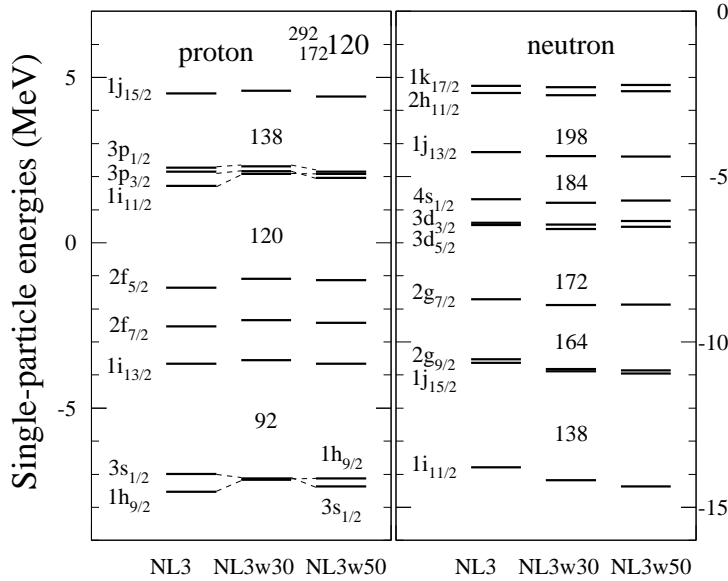 Single-particle energies (MeV)
proton
²⁹²₁₇₂120
5
0
-5
1j₁₅/₂
138
3p₁/₂
3p₃/₂
1i₁₁/₂
120
2f₅/₂
2f₇/₂
1i₁₃/₂
92
3s₁/₂
1h₉/₂
1h₉/₂
3s₁/₂
NL3 NL3w30 NL3w50
neutron
0
-5
-10
-15
1k₁₇/₂
2h₁₁/₂
198
1j₁₃/₂
184
4s₁/₂
3d₃/₂
3d₅/₂
172
2g₇/₂
164
2g₉/₂
1j₁₅/₂
138
1i₁₁/₂
NL3 NL3w30 NL3w50